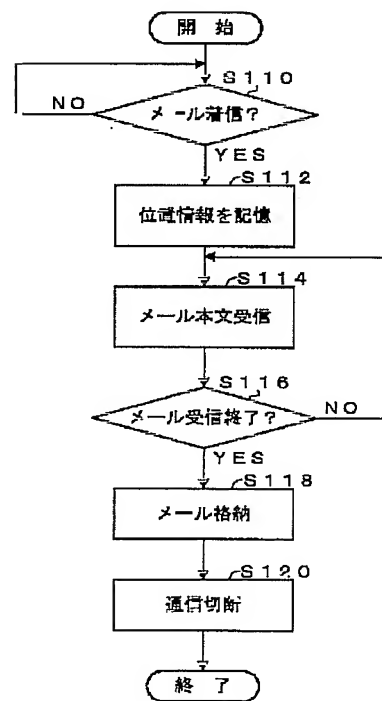 開 始
S110
メール着信?
NO
YES
S112
位置情報を記憶
S114
メール本文受信
S116
メール受信終了?
NO
YES
S118
メール格納
S120
通信切断
終 了